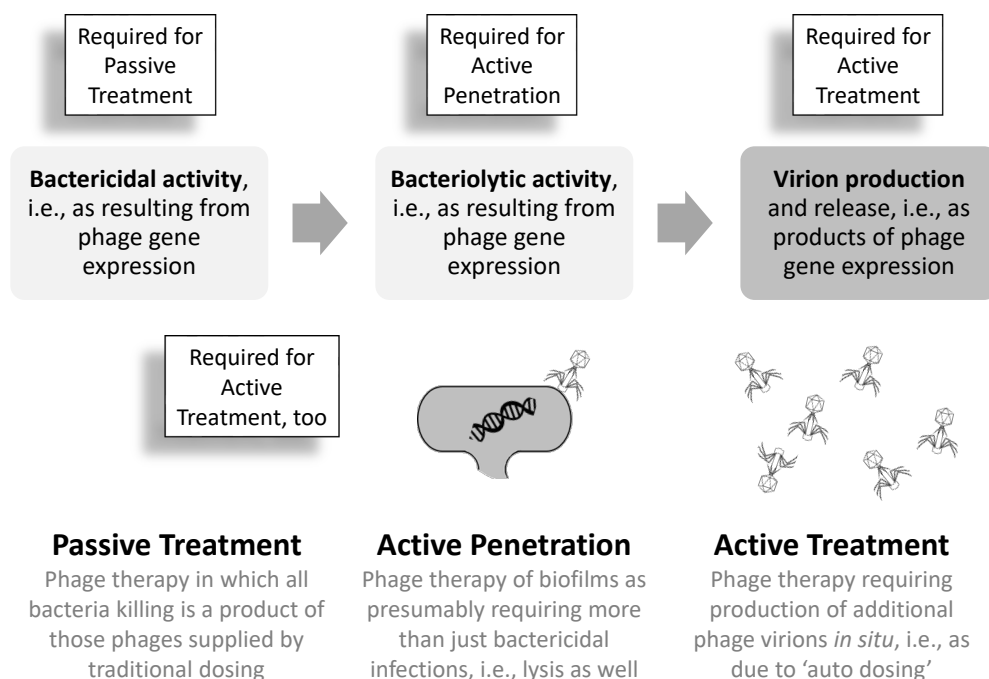 Required for
Passive
Treatment
Required for
Active
Penetration
Required for
Active
Treatment
Bactericidal activity,
i.e., as resulting from
phage gene
expression
Bacteriolytic activity,
i.e., as resulting from
phage gene
expression
Virion production
and release, i.e., as
products of phage
gene expression
Required for
Active
Treatment, too
Passive Treatment
Phage therapy in which all
bacteria killing is a product of
those phages supplied by
traditional dosing
Active Penetration
Phage therapy of biofilms as
presumably requiring more
than just bactericidal
infections, i.e., lysis as well
Active Treatment
Phage therapy requiring
production of additional
phage virions in situ, i.e., as
due to ‘auto dosing’